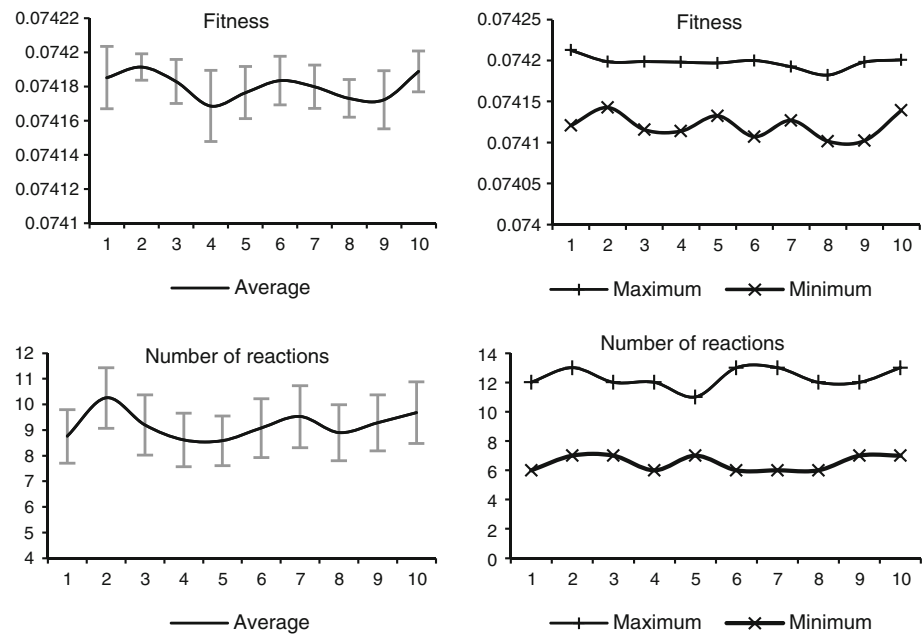 Fitness
0.07422
0.0742
0.07418
0.07416
0.07414
0.07412
0.0741
1 2 3 4 5 6 7 8 9 10
Average
Fitness
0.07425
0.0742
0.07415
0.0741
0.07405
0.074
1 2 3 4 5 6 7 8 9 10
Maximum Minimum
Number of reactions
12
11
10
9
8
7
6
5
4
1 2 3 4 5 6 7 8 9 10
Average
Number of reactions
14
12
10
8
6
4
2
0
1 2 3 4 5 6 7 8 9 10
Maximum Minimum